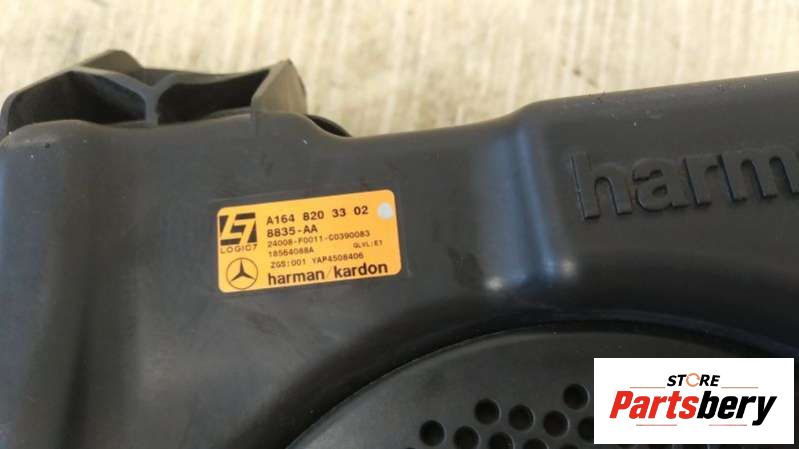 harm
A164 820 33 02
8835-AA
LOGIC7
24008-F0011-C0390083
18564088A QLVL:E1
ZGS:001 YAP4508406
harman/kardon
STORE
Partsbery